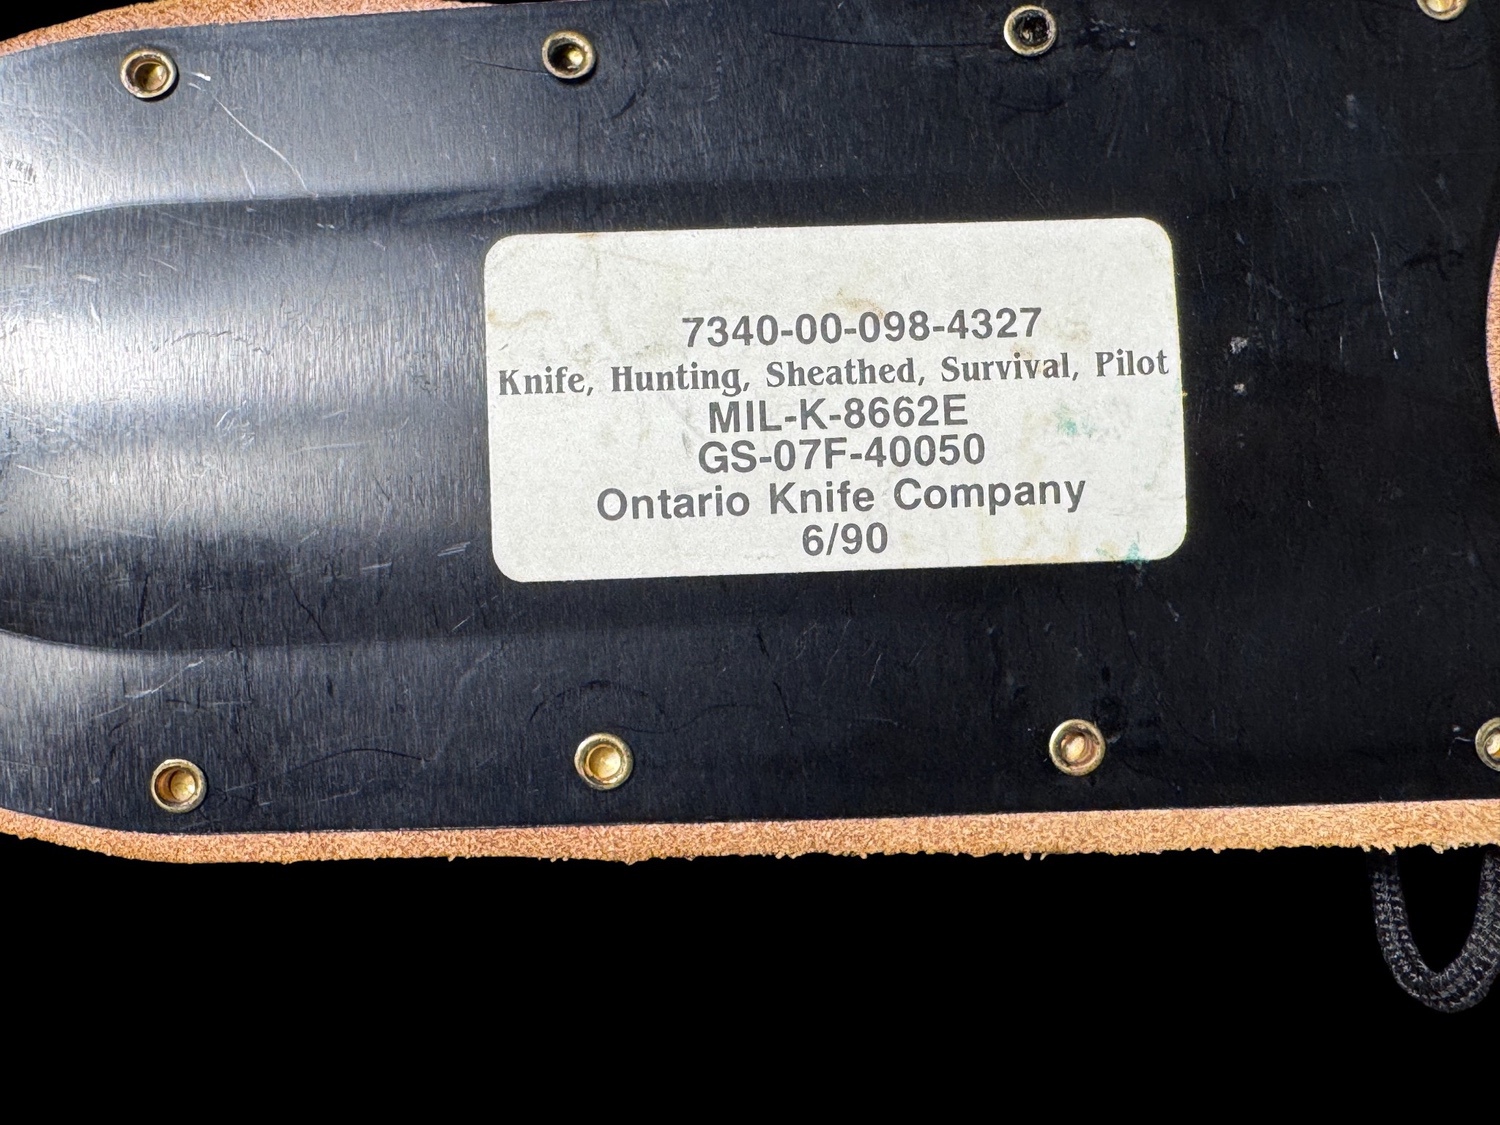 7340-00-098-4327
Knife, Hunting, Sheathed, Survival, Pilot
MIL-K-8662E
GS-07F-40050
Ontario Knife Company
6/90